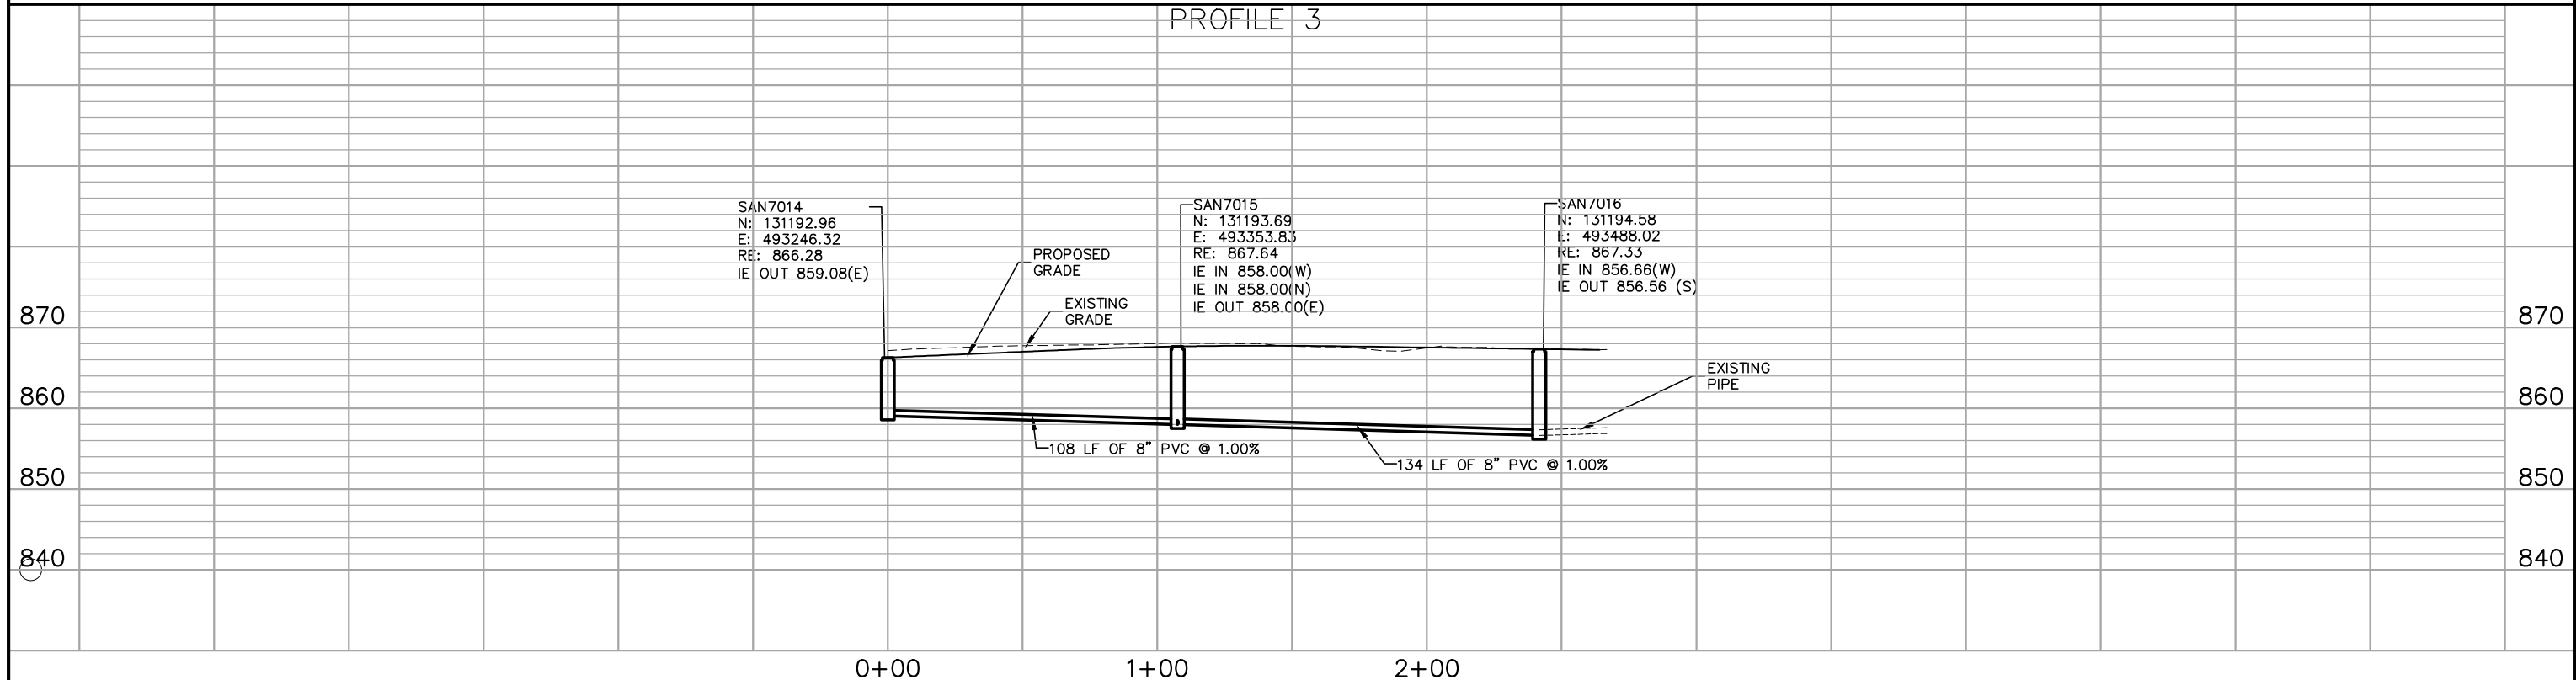 PROFILE 3
SAN7014
N: 131192.96
E: 493246.32
RE: 866.28
IE OUT 859.08(E)
PROPOSED
GRADE
EXISTING
GRADE
SAN7015
N: 131193.69
E: 493353.83
RE: 867.64
IE IN 858.00(W)
IE IN 858.00(N)
IE OUT 858.00(E)
SAN7016
N: 131194.58
E: 493488.02
RE: 867.33
IE IN 856.66(W)
IE OUT 856.56 (S)
EXISTING
PIPE
108 LF OF 8" PVC @ 1.00%
134 LF OF 8" PVC @ 1.00%
870
870
860
860
850
850
840
840
0+00
1+00
2+00